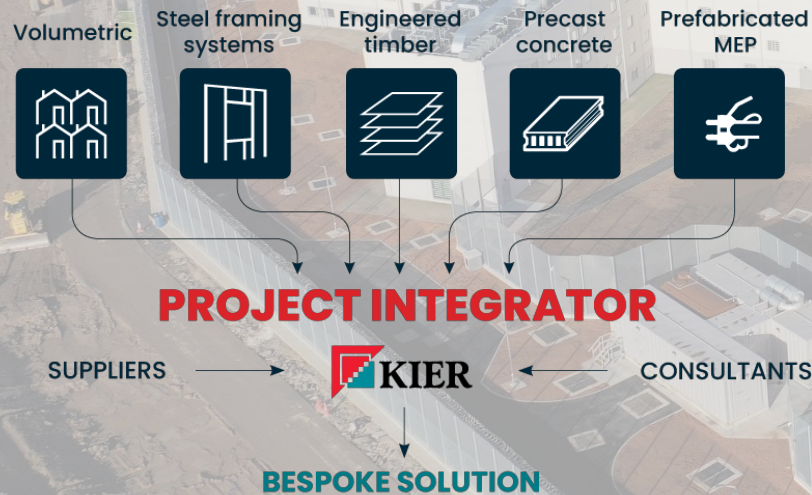 Volumetric
Steel framing
systems
Engineered
timber
Precast
concrete
Prefabricated
MEP
PROJECT INTEGRATOR
SUPPLIERS
KIER
CONSULTANTS
BESPOKE SOLUTION